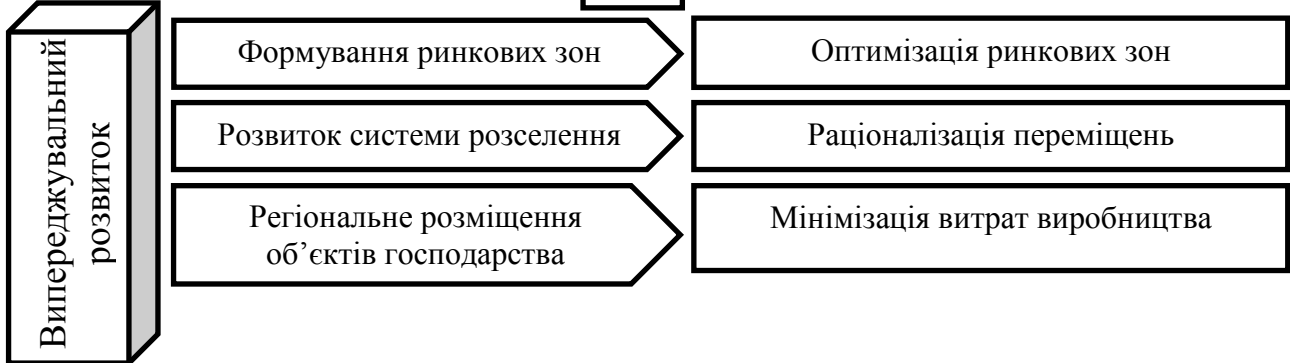 Випереджувальний
розвиток
Формування ринкових зон
Оптимізація ринкових зон
Розвиток системи розселення
Раціоналізація переміщень
Регіональне розміщення
об’єктів господарства
Мінімізація витрат виробництва